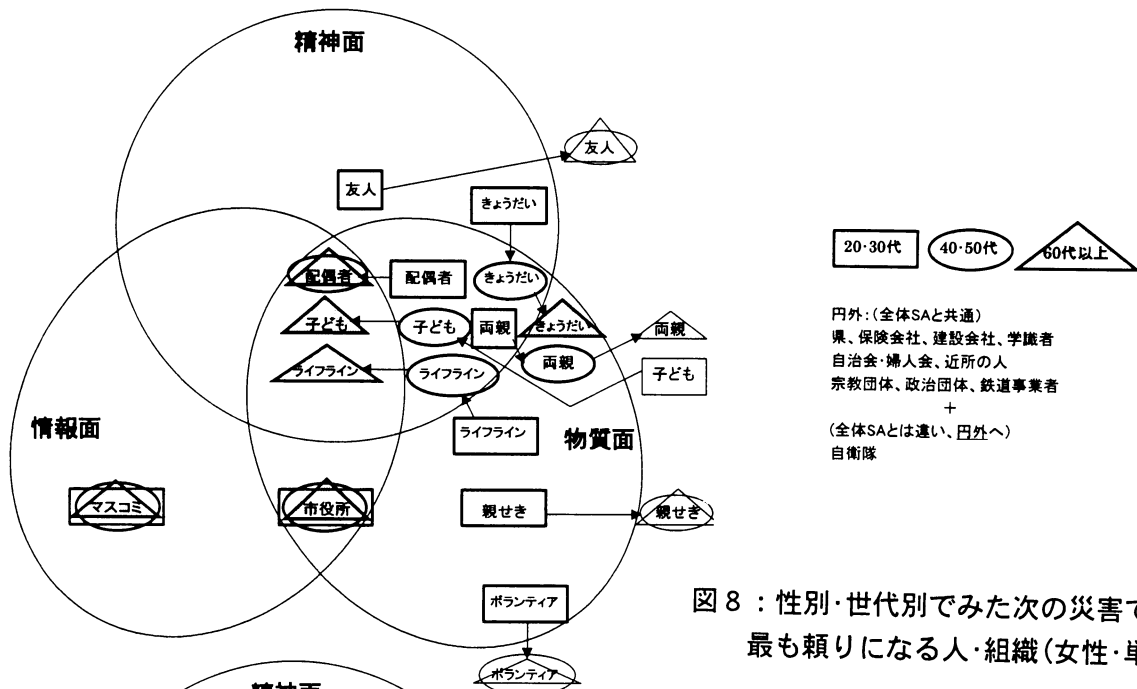 精神面
友人
友人
きょうだい
配偶者
配偶者
きょうだい
子ども
子ども
両親
きょうだい
両親
両親
子ども
ライフライン
ライフライン
ライフライン
情報面
物質面
マスコミ
市役所
親せき
親せき
ボランティア
ボランティア
精神面
20・30代
40・50代
60代以上
円外:(全体SAと共通)
県、保険会社、建設会社、学識者
自治会・婦人会、近所の人
宗教団体、政治団体、鉄道事業者
+
(全体SAとは違い、円外へ)
自衛隊
図8：性別・世代別でみた次の災害で
最も頼りになる人・組織(女性・単